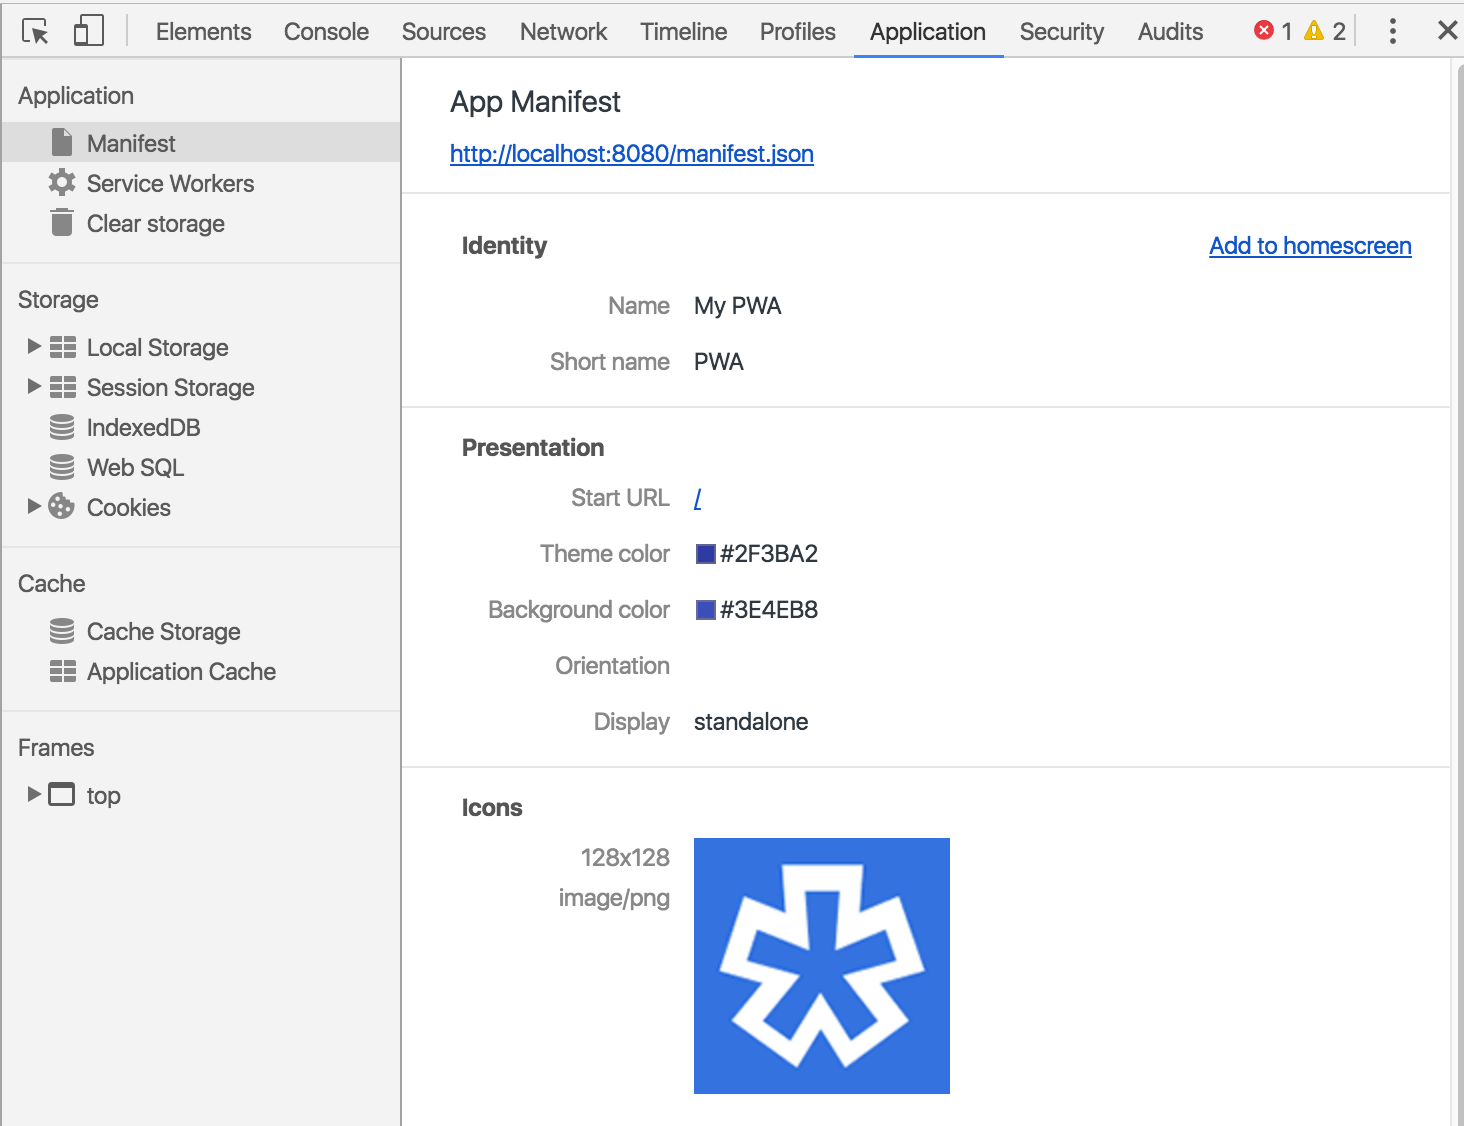 Elements Console Sources Network Timeline Profiles Application Security Audits 1 2
Application
Manifest
Service Workers
Clear storage
Storage
Local Storage
Session Storage
IndexedDB
Web SQL
Cookies
Cache
Cache Storage
Application Cache
Frames
top
App Manifest
http://localhost:8080/manifest.json
Identity Add to homescreen
Name My PWA
Short name PWA
Presentation
Start URL /
Theme color #2F3BA2
Background color #3E4EB8
Orientation
Display standalone
Icons
128x128
image/png